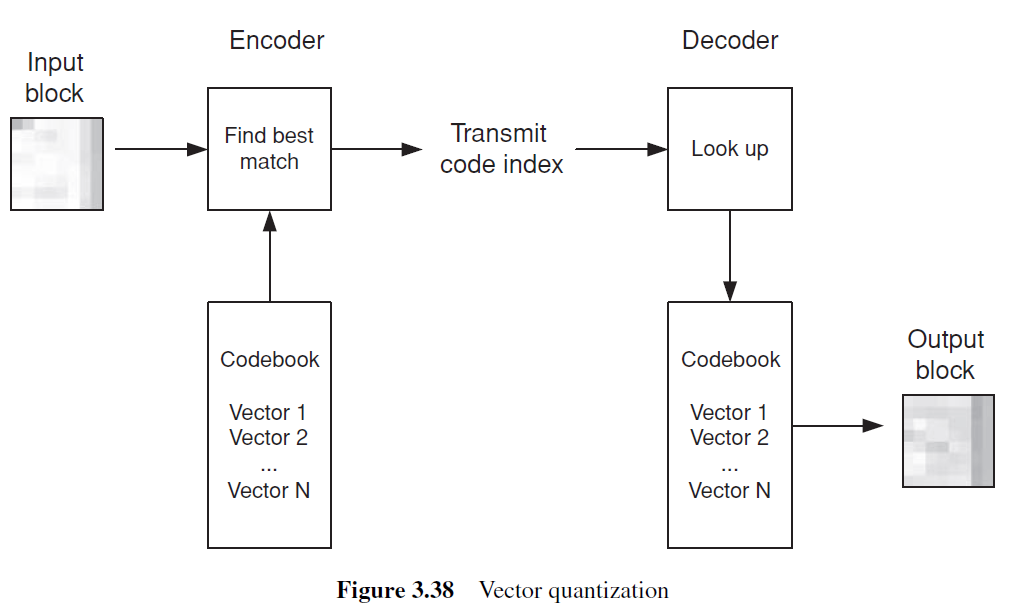 Encoder
Decoder
Input
block
Find best
match
Transmit
code index
Look up
Codebook
Vector 1
Vector 2
...
Vector N
Codebook
Vector 1
Vector 2
...
Vector N
Output
block
Figure 3.38 Vector quantization